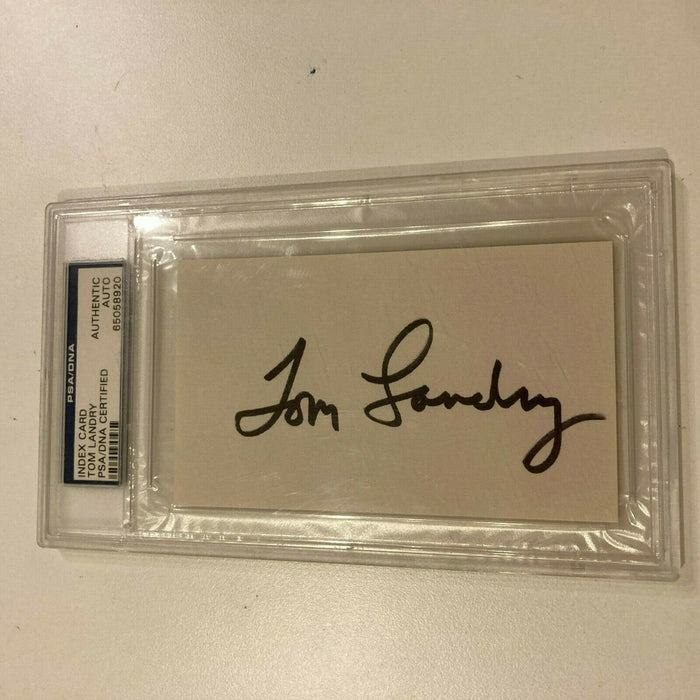 PSA/DNA
INDEX CARD
TOM LANDRY
PSA/DNA CERTIFIED
AUTHENTIC
AUTO
65058920
Tom Landry